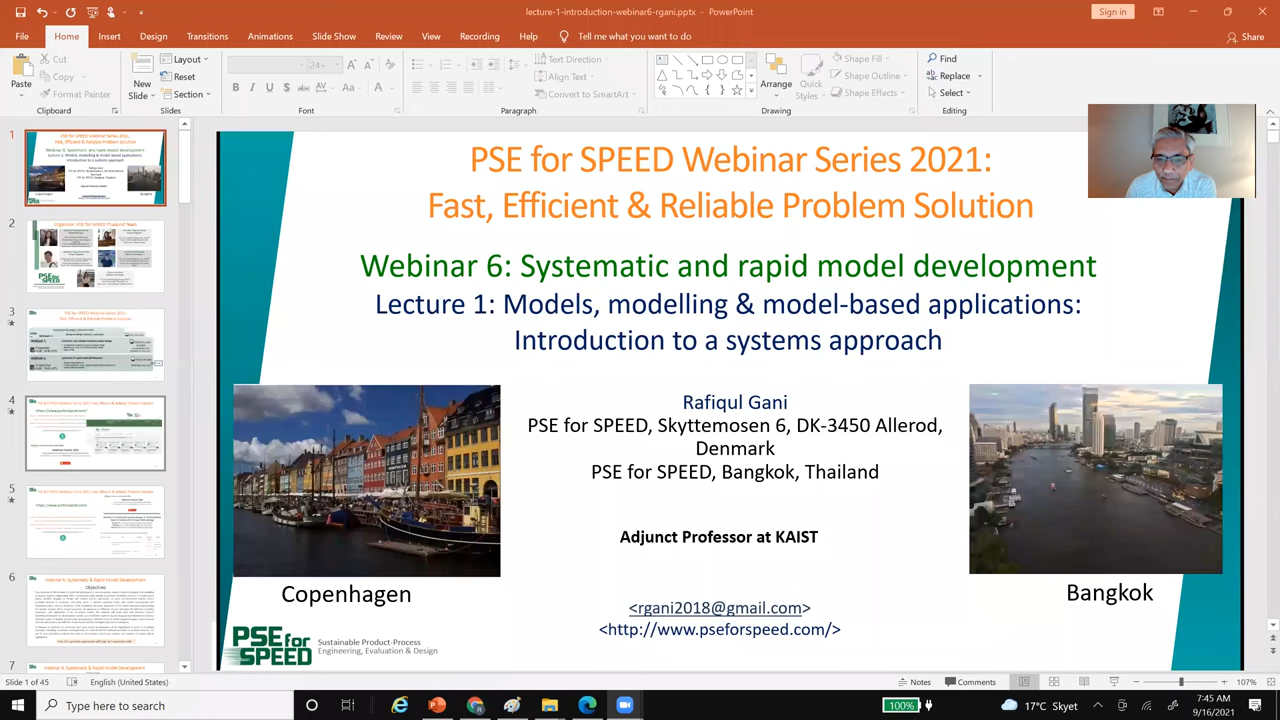 lecture-1-introduction-webinar6-rgani.pptx - PowerPoint
Sign in
File Home Insert Design Transitions Animations Slide Show Review View Recording Help Tell me what you want to do Share
Paste
Cut
Copy
Format Painter
Clipboard
New Slide
Layout
Reset
Section
Slides
24+
Font
Paragraph
Text Direction
Align Text
Convert to SmartArt
Arrange
Quick Styles
Shape Fill
Shape Outline
Shape Effects
Drawing
Find
Replace
Select
Editing
1
2
3
4
5
6
7
PSE for SPEED Webinar Series 2021:
Fast, Efficient & Reliable Problem Solution
Webinar 6: Systematic and rapid model development
Lecture 1: Models, modelling & model-based applications:
Introduction to a systems approach
Rafiqul Gani
PSE for SPEED, Skyttemosen 6, DK-3450 Allerod,
Denmark
PSE for SPEED, Bangkok, Thailand
Adjunct Professor at KAIST
Copenhagen
Bangkok
<rgani2018@gmail.com>
<http://www.pseforspeed.com/>
PSE for SPEED
Sustainable Product-Process
Engineering, Evaluation & Design
Slide 1 of 45 English (United States) Notes Comments 107%
Type here to search
100%
17°C Skyet
7:45 AM
9/16/2021